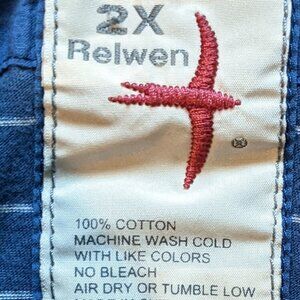 2X
Relwen
®
100% COTTON
MACHINE WASH COLD
WITH LIKE COLORS
NO BLEACH
AIR DRY OR TUMBLE LOW